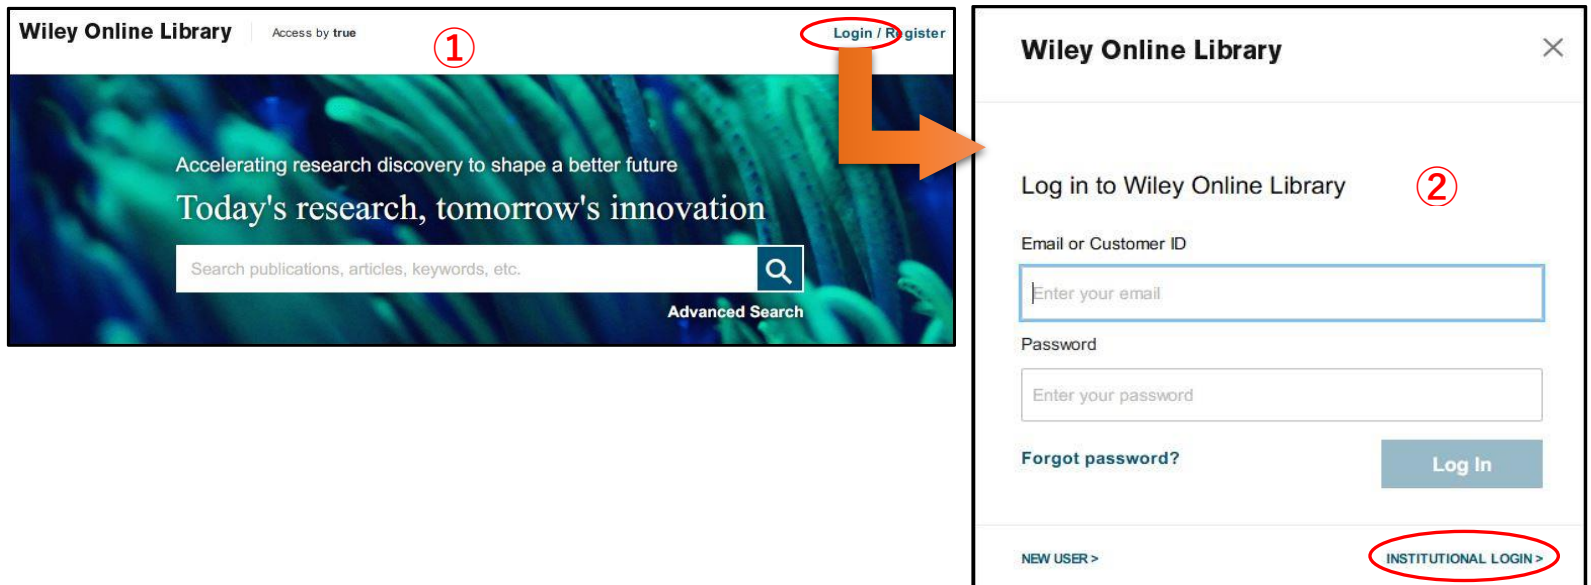 Wiley Online Library
Access by true
①
Login / Register
Accelerating research discovery to shape a better future
Today's research, tomorrow's innovation
Search publications, articles, keywords, etc.
Advanced Search
Wiley Online Library
Log in to Wiley Online Library
②
Email or Customer ID
Enter your email
Password
Enter your password
Forgot password?
Log In
NEW USER >
INSTITUTIONAL LOGIN >